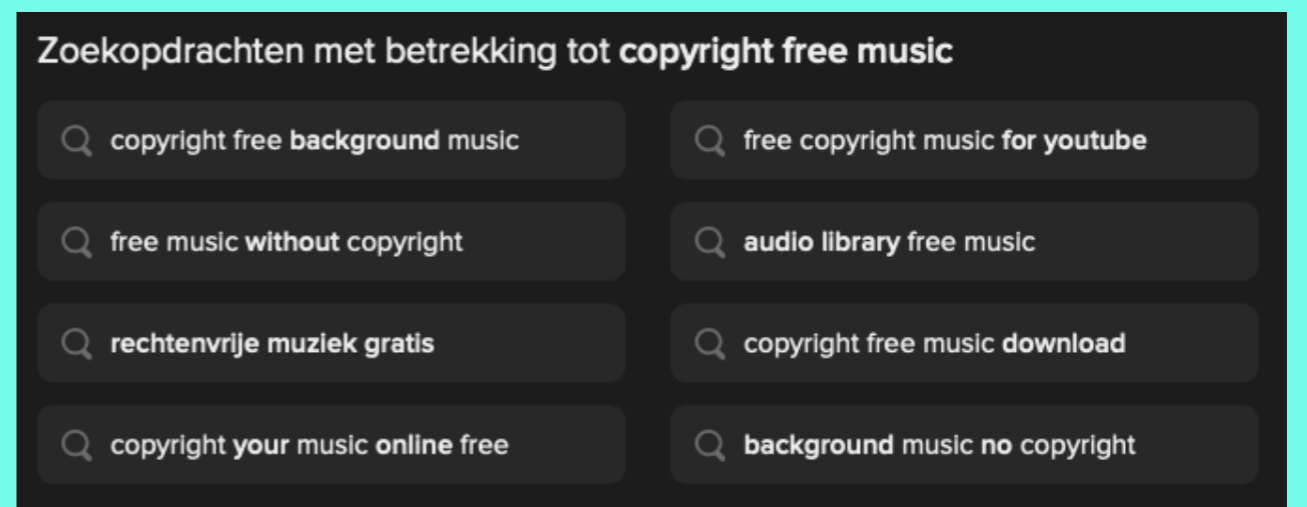 Zoekopdrachten met betrekking tot copyright free music
copyright free background music
free copyright music for youtube
free music without copyright
audio library free music
rechtenvrije muziek gratis
copyright free music download
copyright your music online free
background music no copyright